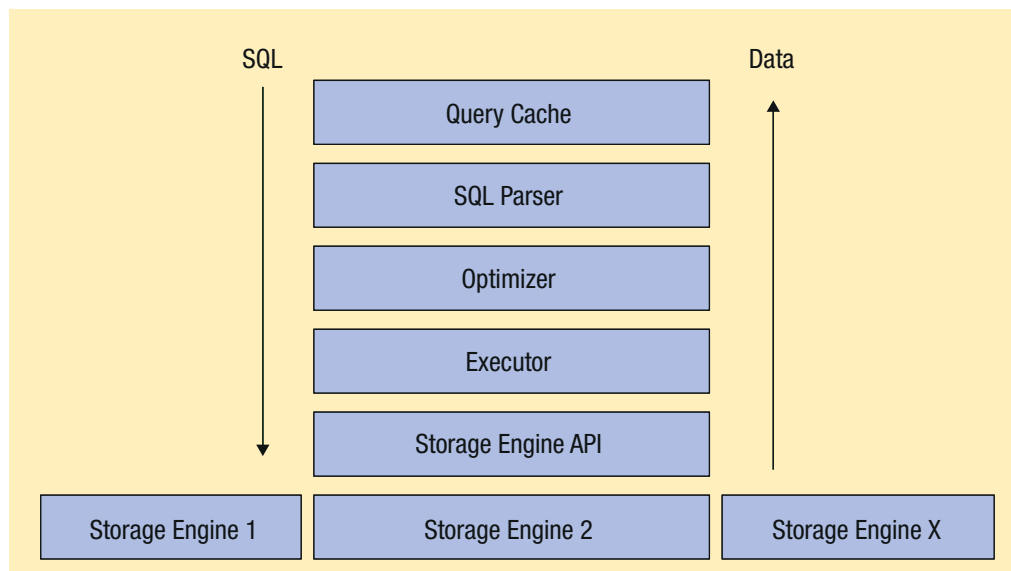 SQL
Data
Query Cache
SQL Parser
Optimizer
Executor
Storage Engine API
Storage Engine 1
Storage Engine 2
Storage Engine X